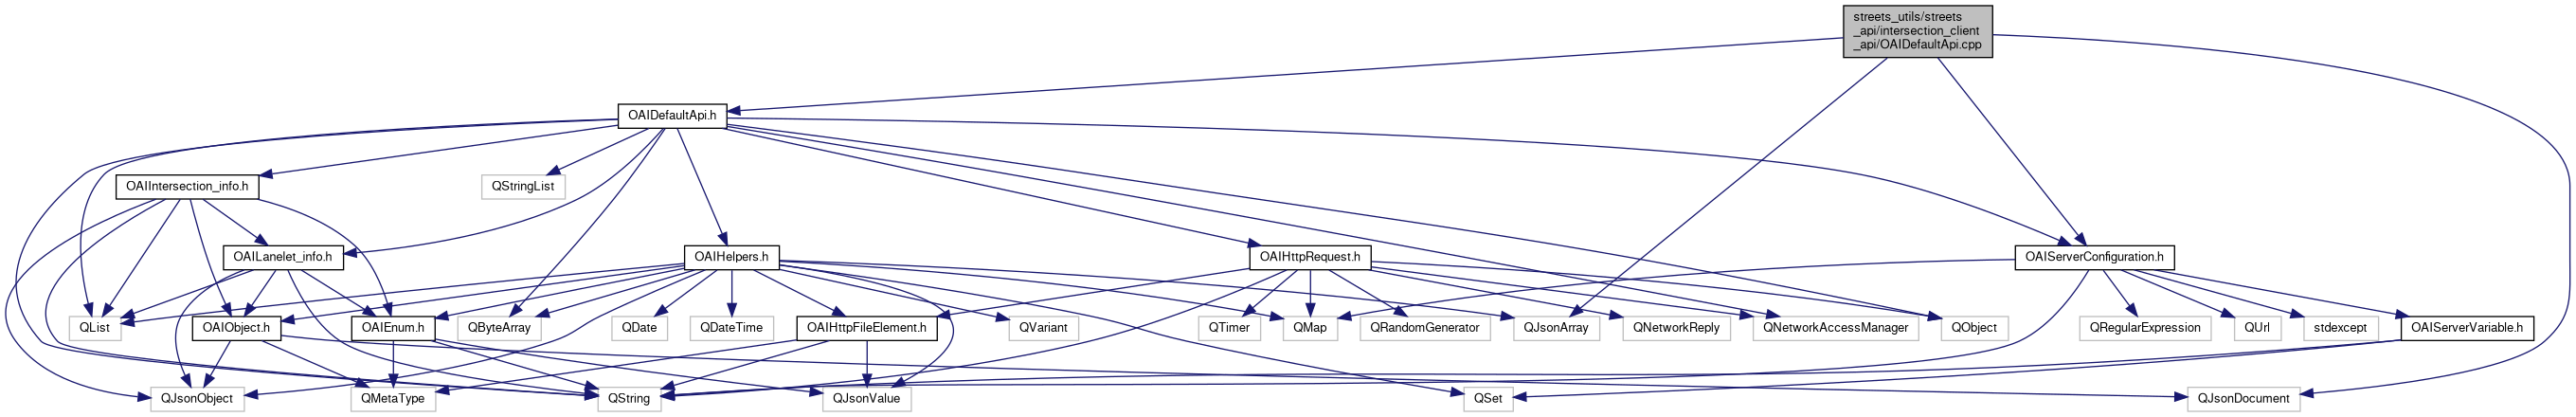 streets_utils/streets
_api/intersection_client
_api/OAIDefaultApi.cpp
OAIDefaultApi.h
OAIIntersection_info.h
QStringList
OAILanelet_info.h
OAIHelpers.h
OAIHttpRequest.h
OAIServerConfiguration.h
QList
OAIObject.h
OAIEnum.h
QByteArray
QDate
QDateTime
OAIHttpFileElement.h
QVariant
QTimer
QMap
QRandomGenerator
QJsonArray
QNetworkReply
QNetworkAccessManager
QObject
QRegularExpression
QUrl
stdexcept
OAIServerVariable.h
QJsonObject
QMetaType
QString
QJsonValue
QSet
QJsonDocument